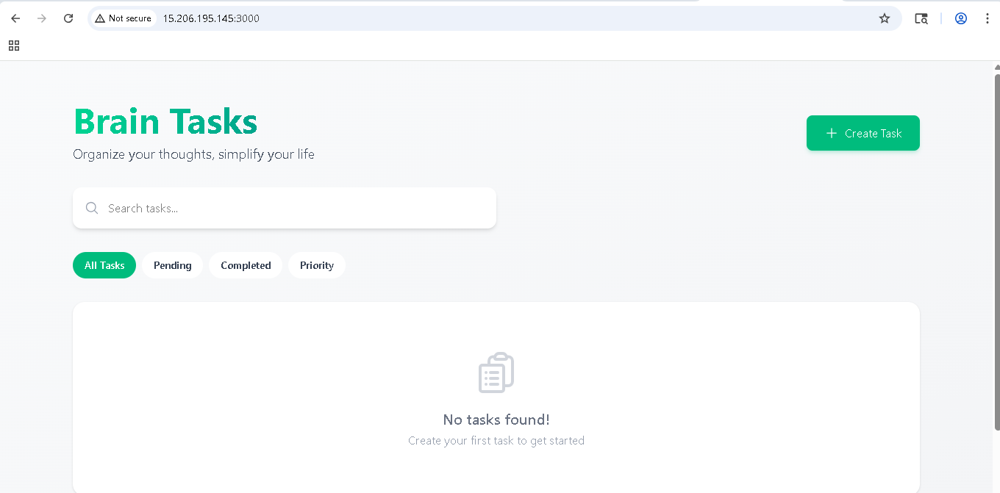 Not secure 15.206.195.145:3000
Brain Tasks
Organize your thoughts, simplify your life
Create Task
Search tasks...
All Tasks Pending Completed Priority
No tasks found!
Create your first task to get started